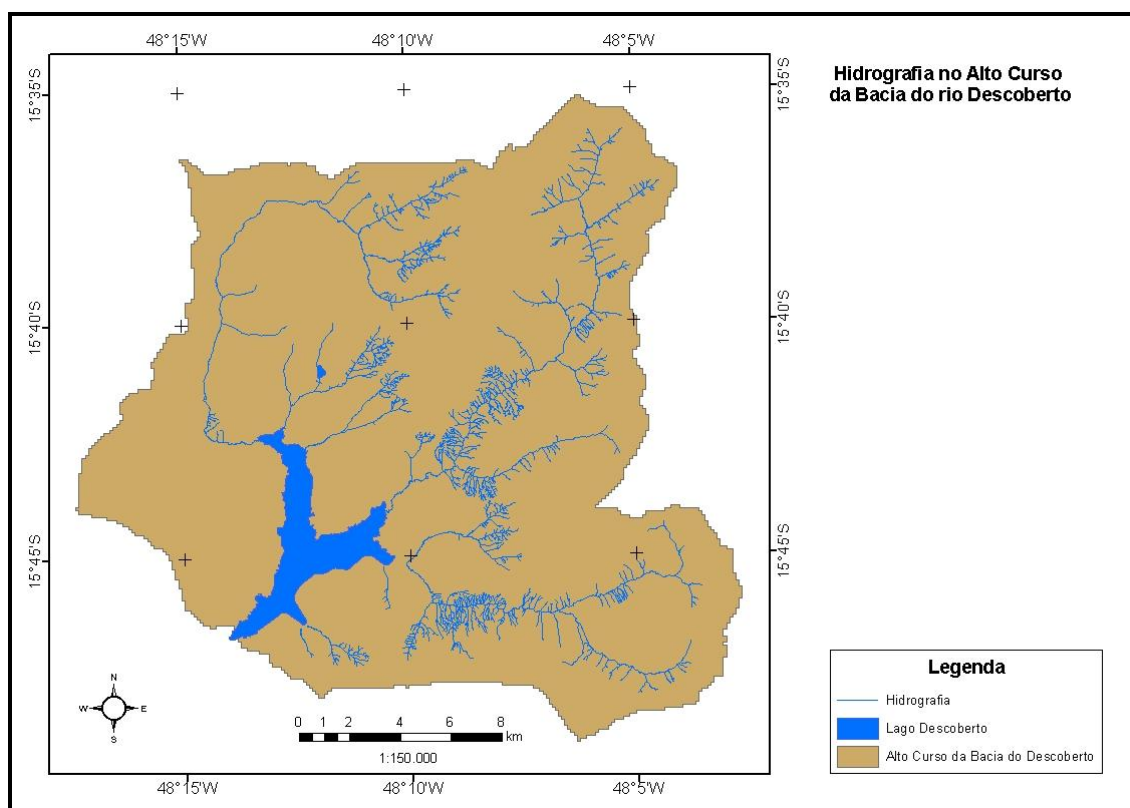 48°15'W 48°10'W 48°5'W
Hidrografia no Alto Curso
da Bacia do rio Descoberto
15°35'S 15°35'S
15°40'S 15°40'S
15°45'S 15°45'S
N
W E
S
0 1 2 4 6 8
km
1:150.000
48°15'W 48°10'W 48°5'W
Legenda
Hidrografia
Lago Descoberto
Alto Curso da Bacia do Descoberto